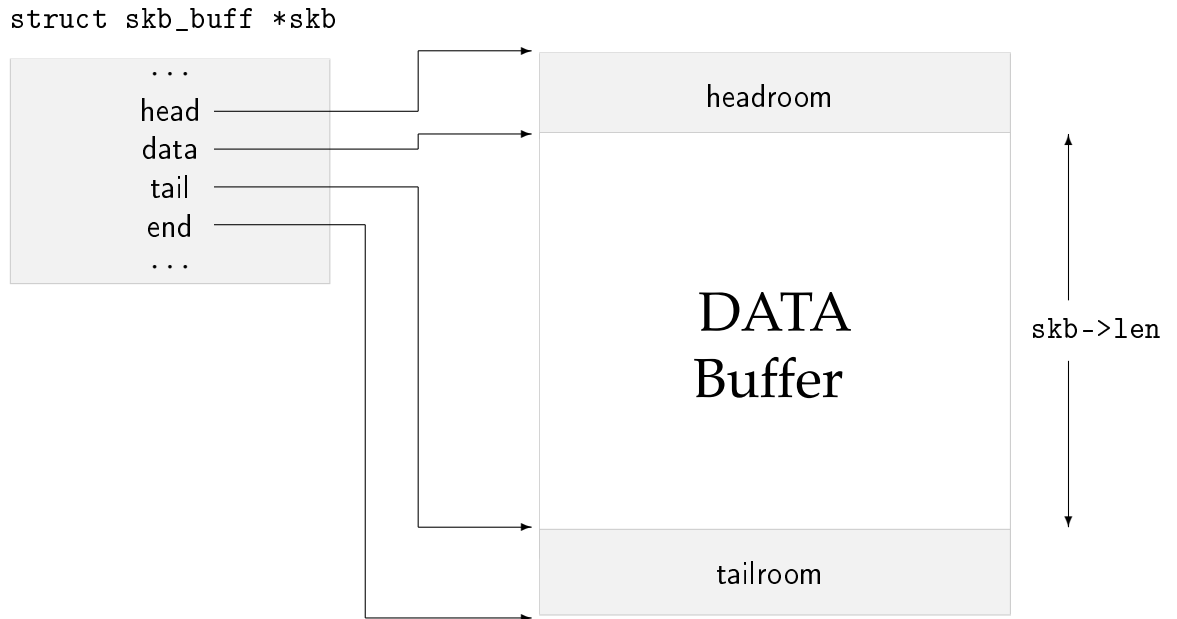 struct skb_buff *skb
...
head
data
tail
end
...
headroom
DATA
Buffer
skb->len
tailroom